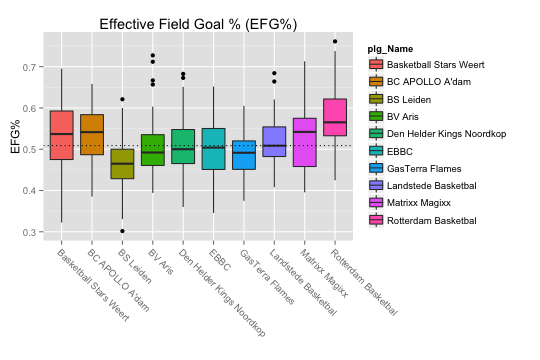 Effective Field Goal % (EFG%)
EFG%
0.7
0.6
0.5
0.4
0.3
Basketball Stars Weert
BC APOLLO A'dam
BS Leiden
BV Aris
Den Helder Kings Noordkop
EBBC
GasTerra Flames
Landstede Basketbal
Matrixx Magixx
Rotterdam Basketbal
plg_Name
Basketball Stars Weert
BC APOLLO A'dam
BS Leiden
BV Aris
Den Helder Kings Noordkop
EBBC
GasTerra Flames
Landstede Basketbal
Matrixx Magixx
Rotterdam Basketbal